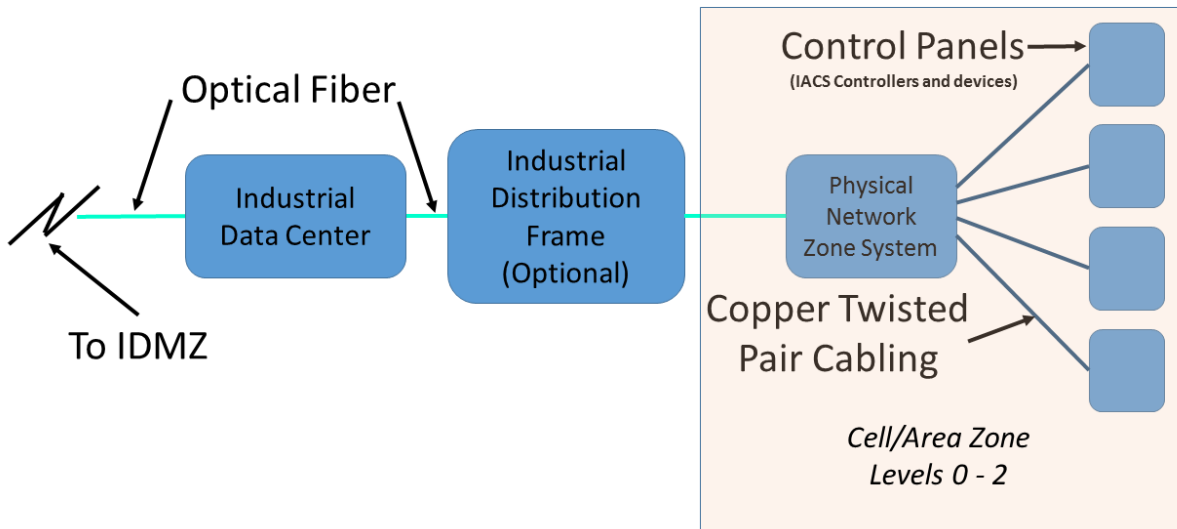 Optical Fiber
To IDMZ
Industrial
Data Center
Industrial
Distribution
Frame
(Optional)
Control Panels
(IACS Controllers and devices)
Physical
Network
Zone System
Copper Twisted
Pair Cabling
Cell/Area Zone
Levels 0 - 2